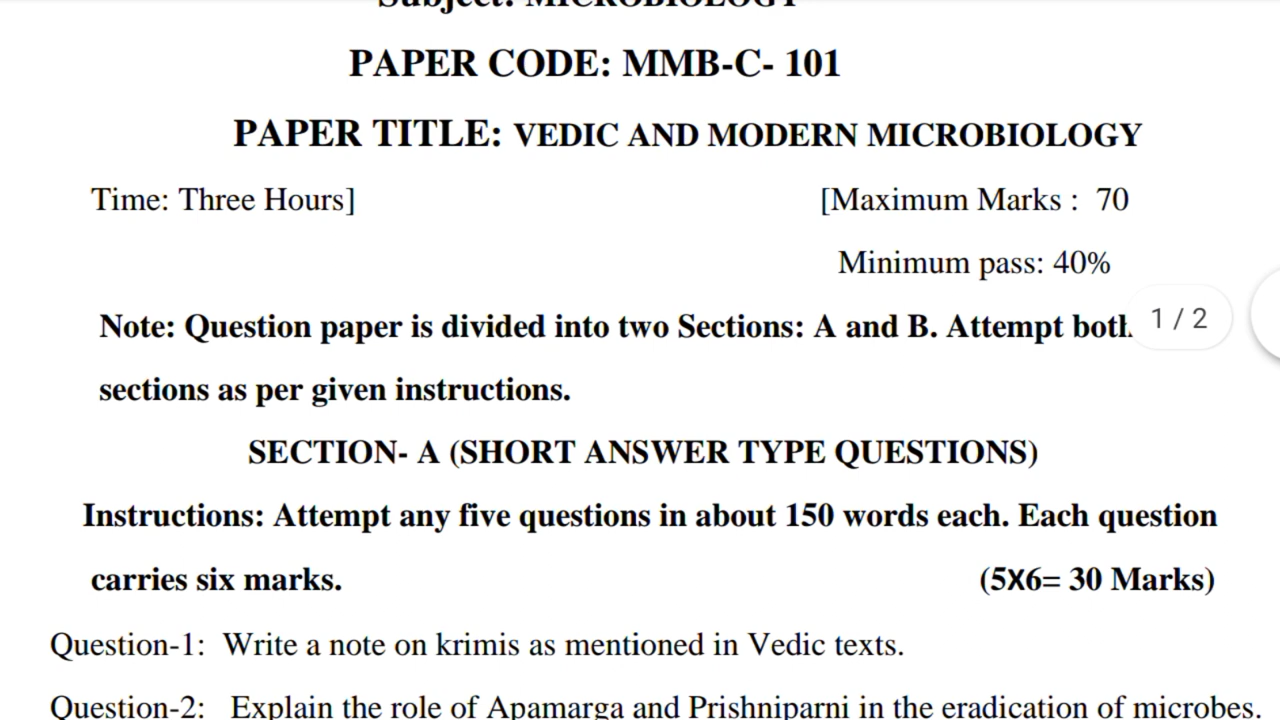 Subject: MICROBIOLOGY
PAPER CODE: MMB-C- 101
PAPER TITLE: VEDIC AND MODERN MICROBIOLOGY
Time: Three Hours] [Maximum Marks : 70
Minimum pass: 40%
Note: Question paper is divided into two Sections: A and B. Attempt both
1 / 2
sections as per given instructions.
SECTION- A (SHORT ANSWER TYPE QUESTIONS)
Instructions: Attempt any five questions in about 150 words each. Each question
carries six marks. (5X6= 30 Marks)
Question-1: Write a note on krimis as mentioned in Vedic texts.
Question-2: Explain the role of Apamarga and Prishniparni in the eradication of microbes.